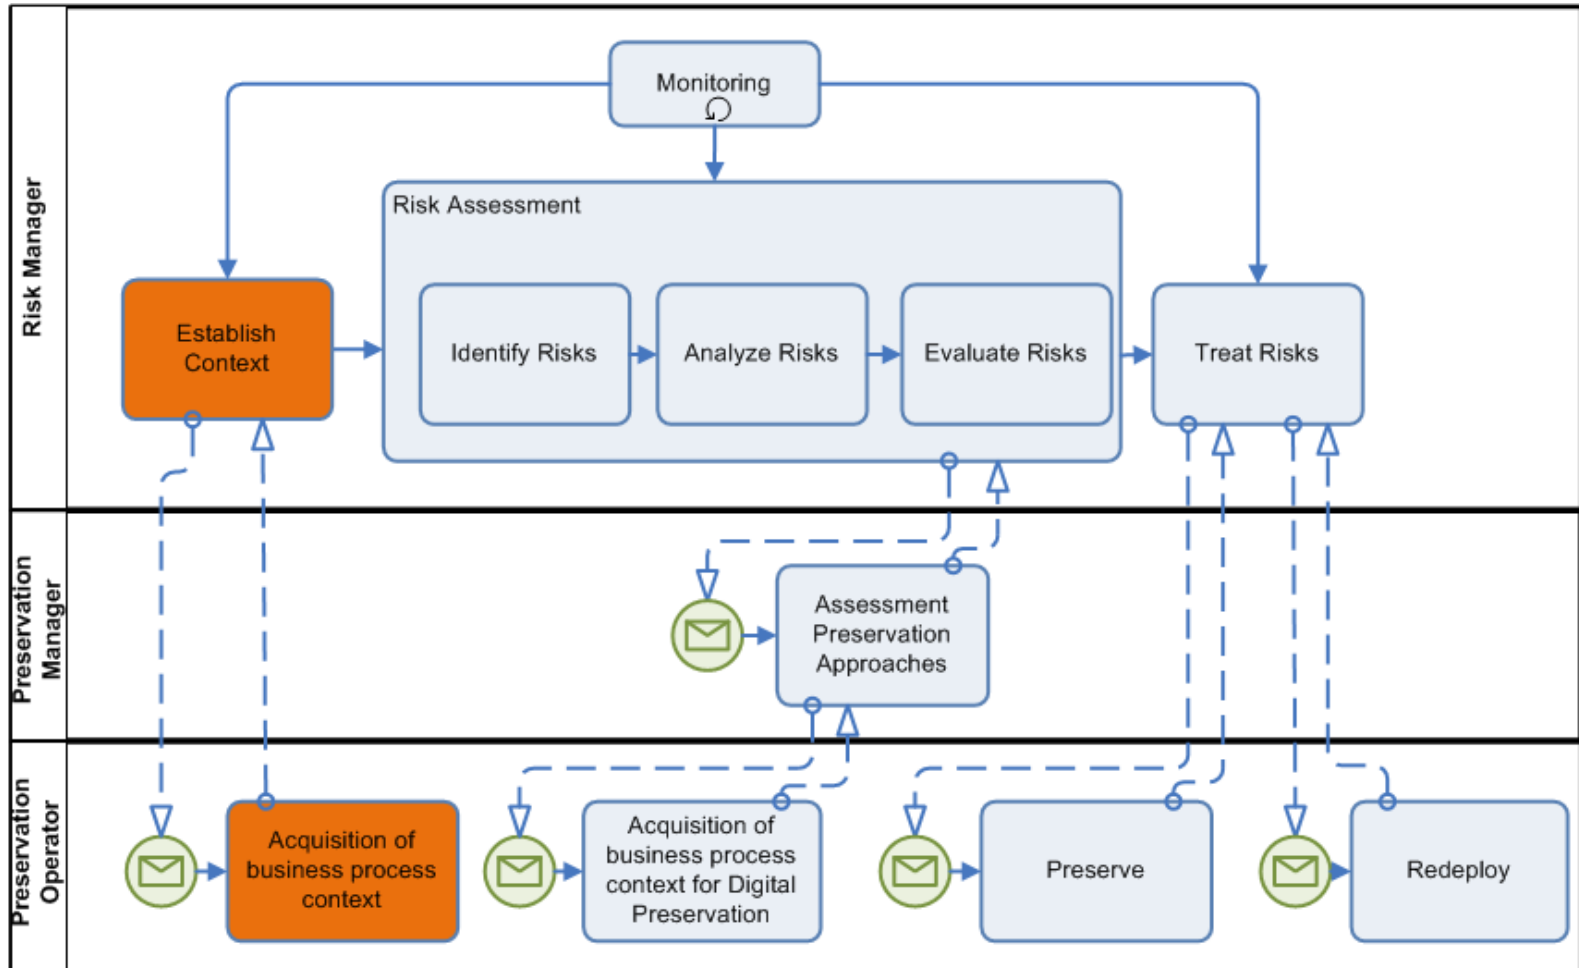 Risk Manager
Monitoring
Risk Assessment
Establish
Context
Identify Risks
Analyze Risks
Evaluate Risks
Treat Risks
Preservation
Manager
Assessment
Preservation
Approaches
Preservation
Operator
Acquisition of
business process
context
Acquisition of
business process
context for Digital
Preservation
Preserve
Redeploy